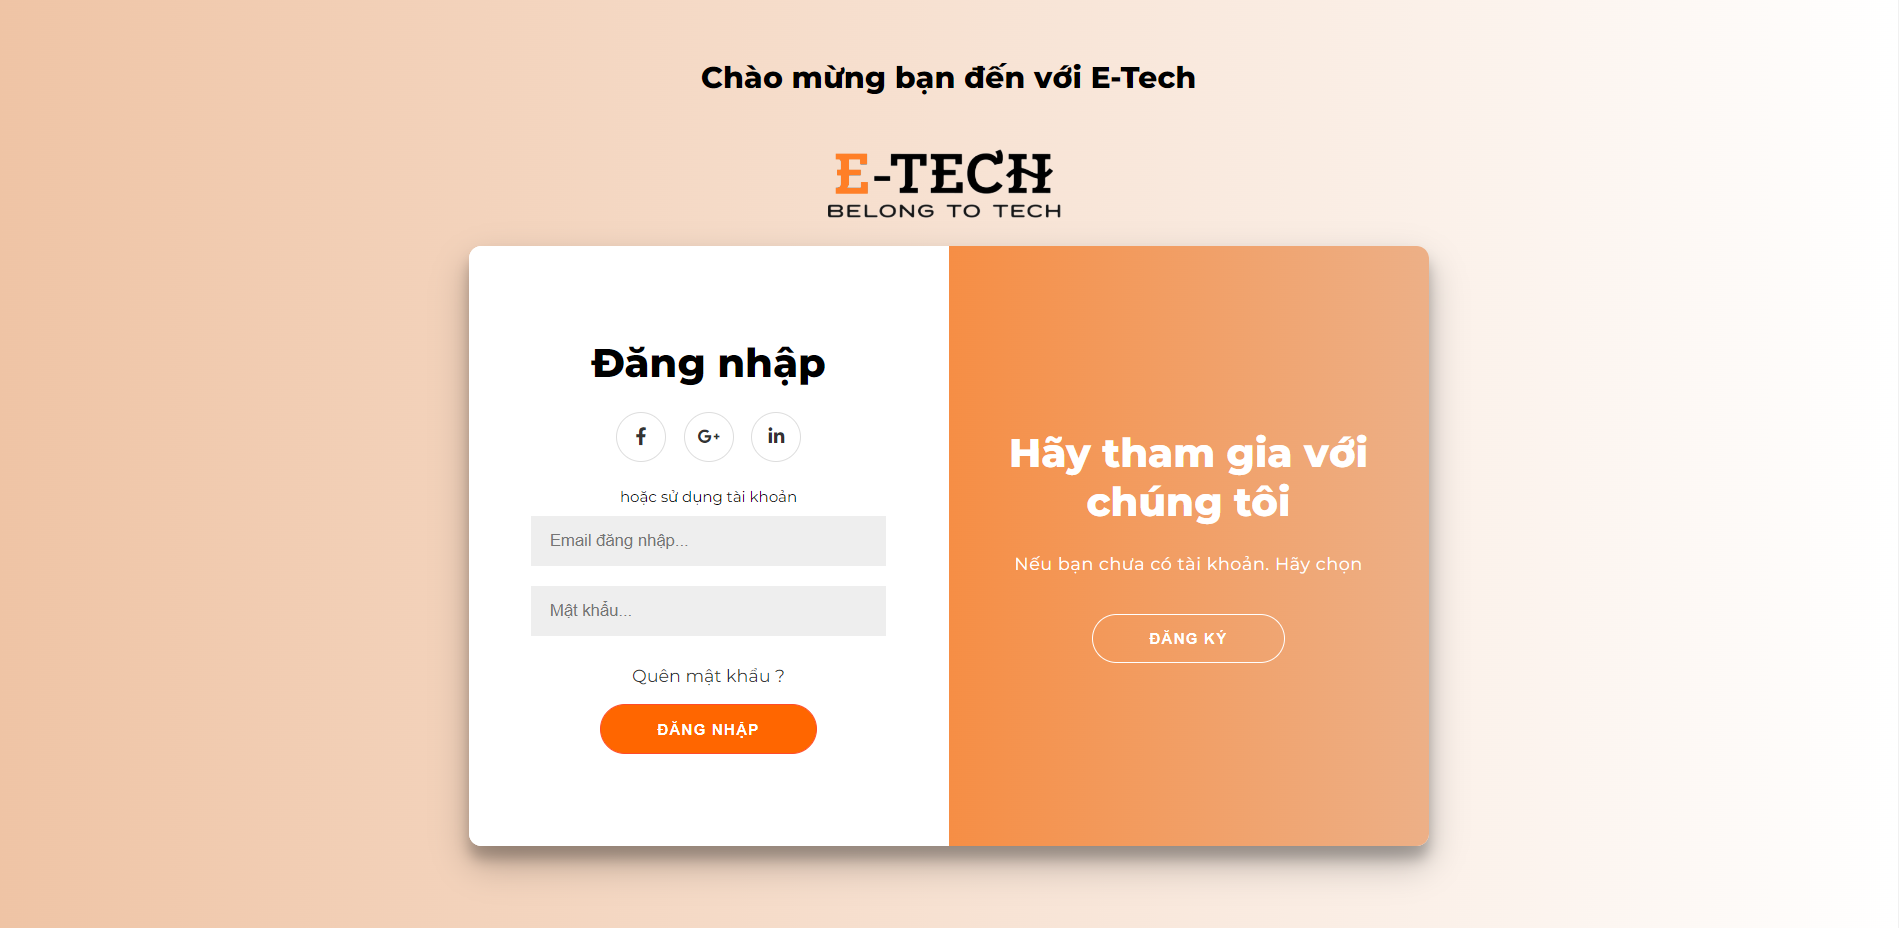 Chào mừng bạn đến với E-Tech
E-TECH
BELONG TO TECH
Đăng nhập
f
G+
in
hoặc sử dụng tài khoản
Email đăng nhập...
Mật khẩu...
Quên mật khẩu ?
ĐĂNG NHẬP
Hãy tham gia với
chúng tôi
Nếu bạn chưa có tài khoản. Hãy chọn
ĐĂNG KÝ